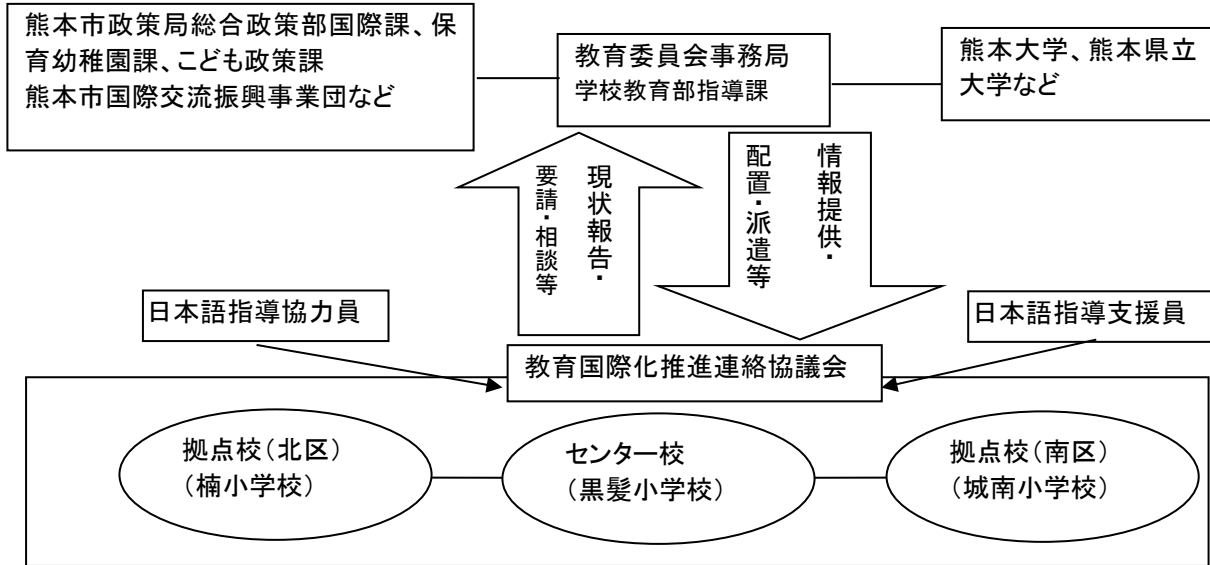 熊本市政策局総合政策部国際課、保
育幼稚園課、こども政策課
熊本市国際交流振興事業団など
教育委員会事務局
学校教育部指導課
熊本大学、熊本県立
大学など
現状報告・
要請・相談等
情報提供・
配置・派遣等
日本語指導協力員
日本語指導支援員
教育国際化推進連絡協議会
拠点校（北区）
（楠小学校）
センター校
（黒髪小学校）
拠点校（南区）
（城南小学校）